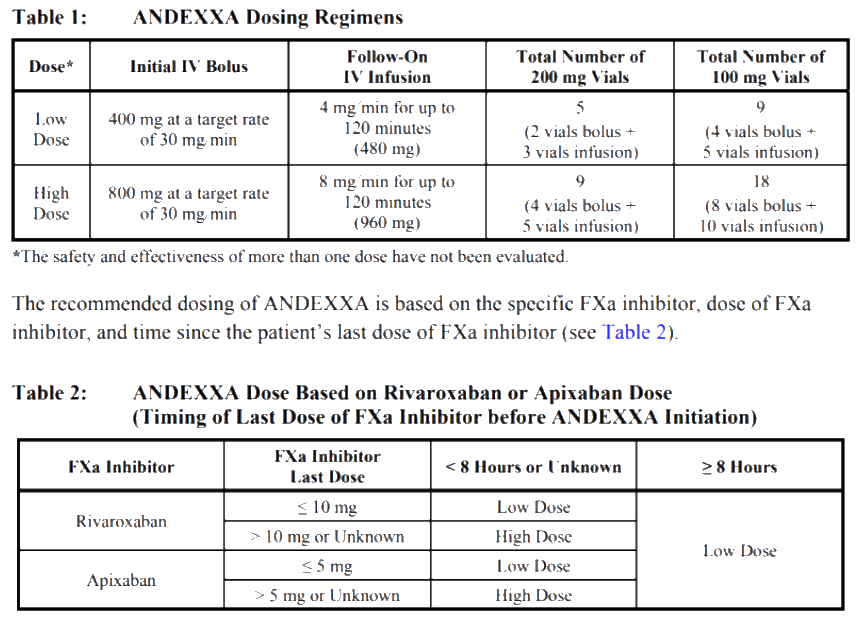 Table 1: ANDEXXA Dosing Regimens
Dose*
Initial IV Bolus
Follow-On
IV Infusion
Total Number of
200 mg Vials
Total Number of
100 mg Vials
Low
Dose
400 mg at a target rate
of 30 mg/min
4 mg/min for up to
120 minutes
(480 mg)
5
(2 vials bolus +
3 vials infusion)
9
(4 vials bolus +
5 vials infusion)
High
Dose
800 mg at a target rate
of 30 mg/min
8 mg/min for up to
120 minutes
(960 mg)
9
(4 vials bolus +
5 vials infusion)
18
(8 vials bolus +
10 vials infusion)
*The safety and effectiveness of more than one dose have not been evaluated.
The recommended dosing of ANDEXXA is based on the specific FXa inhibitor, dose of FXa
inhibitor, and time since the patient's last dose of FXa inhibitor (see Table 2).
Table 2: ANDEXXA Dose Based on Rivaroxaban or Apixaban Dose
(Timing of Last Dose of FXa Inhibitor before ANDEXXA Initiation)
FXa Inhibitor
FXa Inhibitor
Last Dose
< 8 Hours or Unknown
≥ 8 Hours
Rivaroxaban
≤ 10 mg
Low Dose
> 10 mg or Unknown
High Dose
Apixaban
≤ 5 mg
Low Dose
> 5 mg or Unknown
High Dose
Low Dose